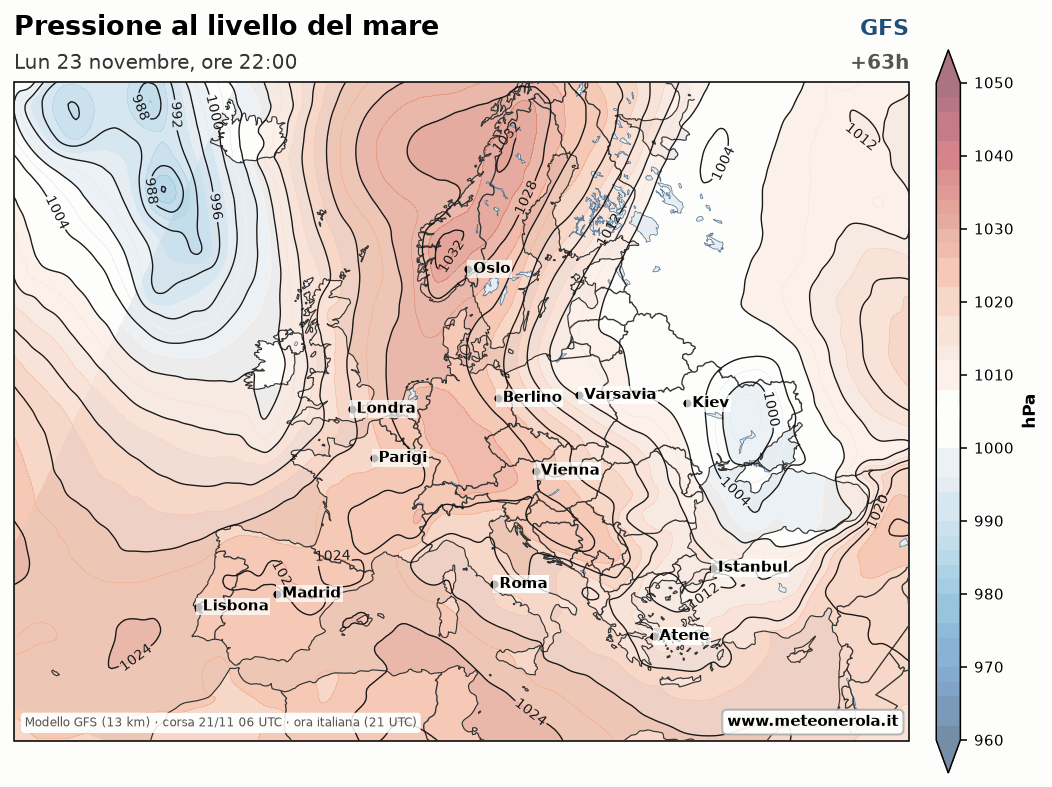 Pressione al livello del mare
GFS
Lun 23 novembre, ore 22:00
+63h
988
992
1000
1012
1032
1004
988
996
1004
1028
1012
1032
Oslo
Londra
Berlino
Varsavia
Kiev
1000
Parigi
Vienna
1004
1020
1024
Istanbul
Lisbona
Madrid
Roma
1012
Atene
1024
1024
Modello GFS (13 km) · corsa 21/11 06 UTC · ora italiana (21 UTC)
www.meteonerola.it
1050
1040
1030
1020
1010
1000
990
980
970
960
hPa